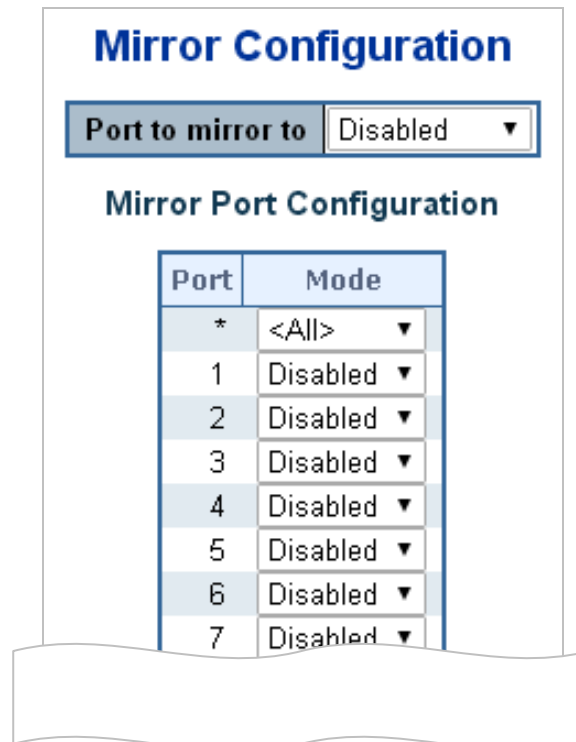 Mirror Configuration
Port to mirror to Disabled
Mirror Port Configuration
Port Mode
* <All>
1 Disabled
2 Disabled
3 Disabled
4 Disabled
5 Disabled
6 Disabled
7 Disabled